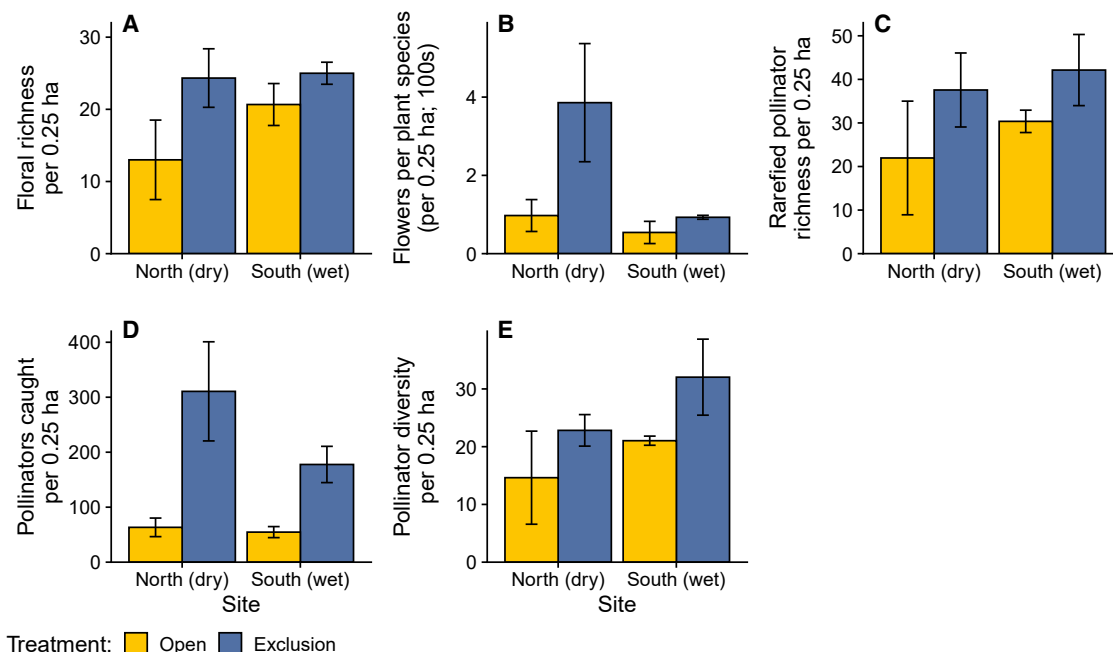 A
Floral richness
per 0.25 ha
30
20
10
0
North (dry) South (wet)
B
Flowers per plant species
(per 0.25 ha; 100s)
4
2
0
North (dry) South (wet)
C
Rarefied pollinator
richness per 0.25 ha
50
40
30
20
10
0
North (dry) South (wet)
D
Pollinators caught
per 0.25 ha
400
300
200
100
0
North (dry) South (wet)
Site
E
Pollinator diversity
per 0.25 ha
30
20
10
0
North (dry) South (wet)
Site
Treatment: Open Exclusion